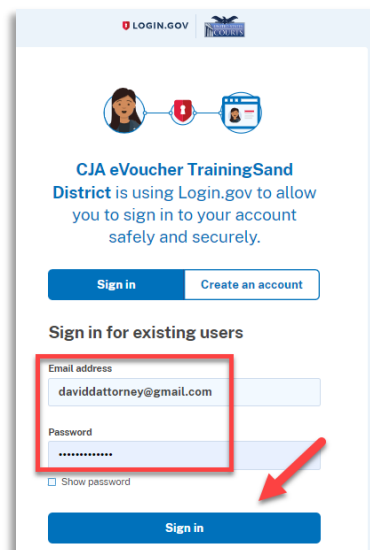 LOGIN.GOV
COURTS
CJA eVoucher TrainingSand
District is using Login.gov to allow
you to sign in to your account
safely and securely.
Sign in
Create an account
Sign in for existing users
Email address
daviddattorney@gmail.com
Password
•••••••••••••
Show password
Sign in